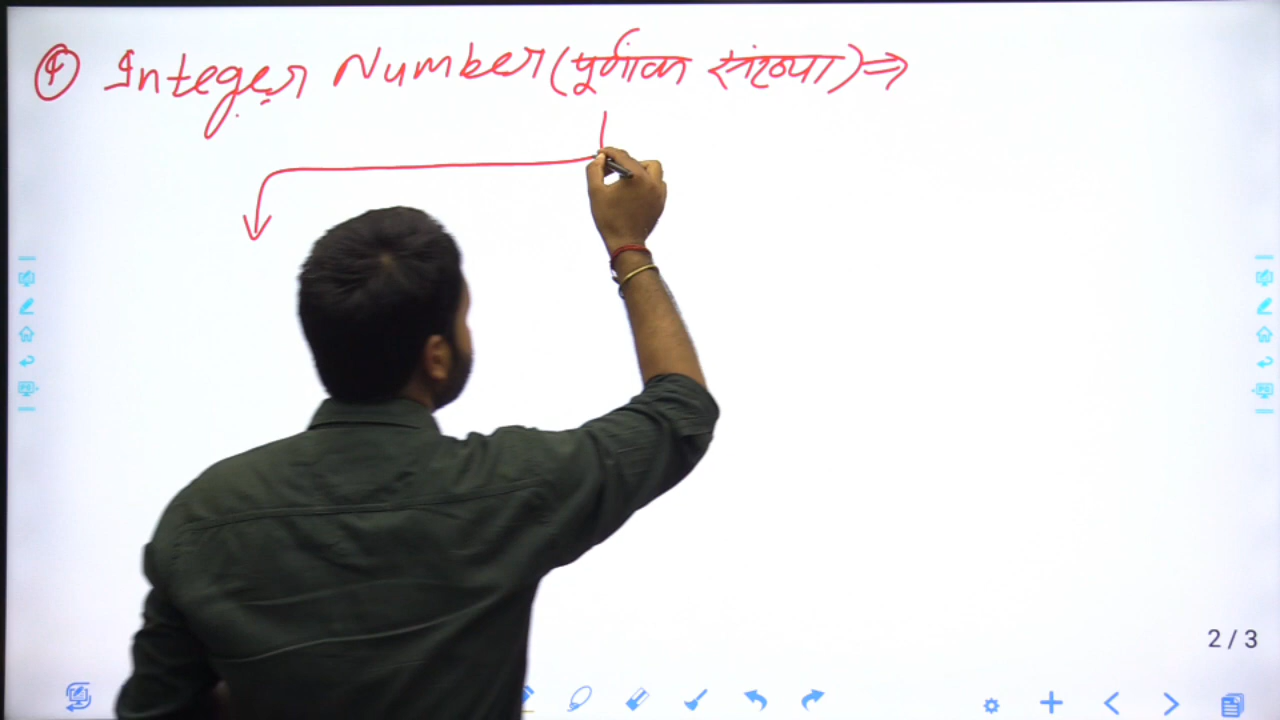 ④ Integer Number (पूर्णांक संख्या) ⇒
2 / 3